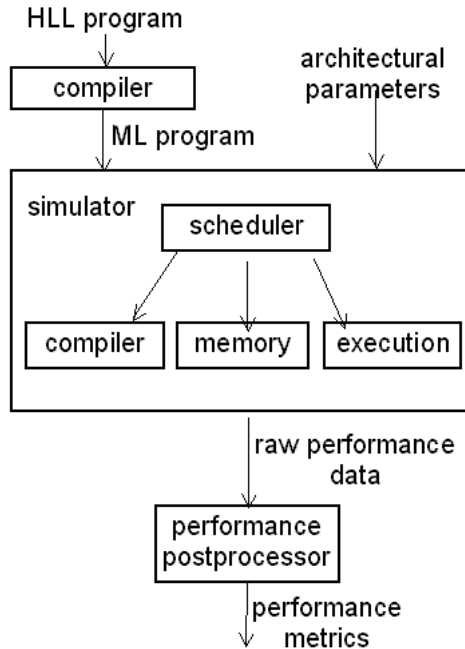 HLL program
compiler
architectural
parameters
ML program
simulator
scheduler
compiler
memory
execution
raw performance
data
performance
postprocessor
performance
metrics